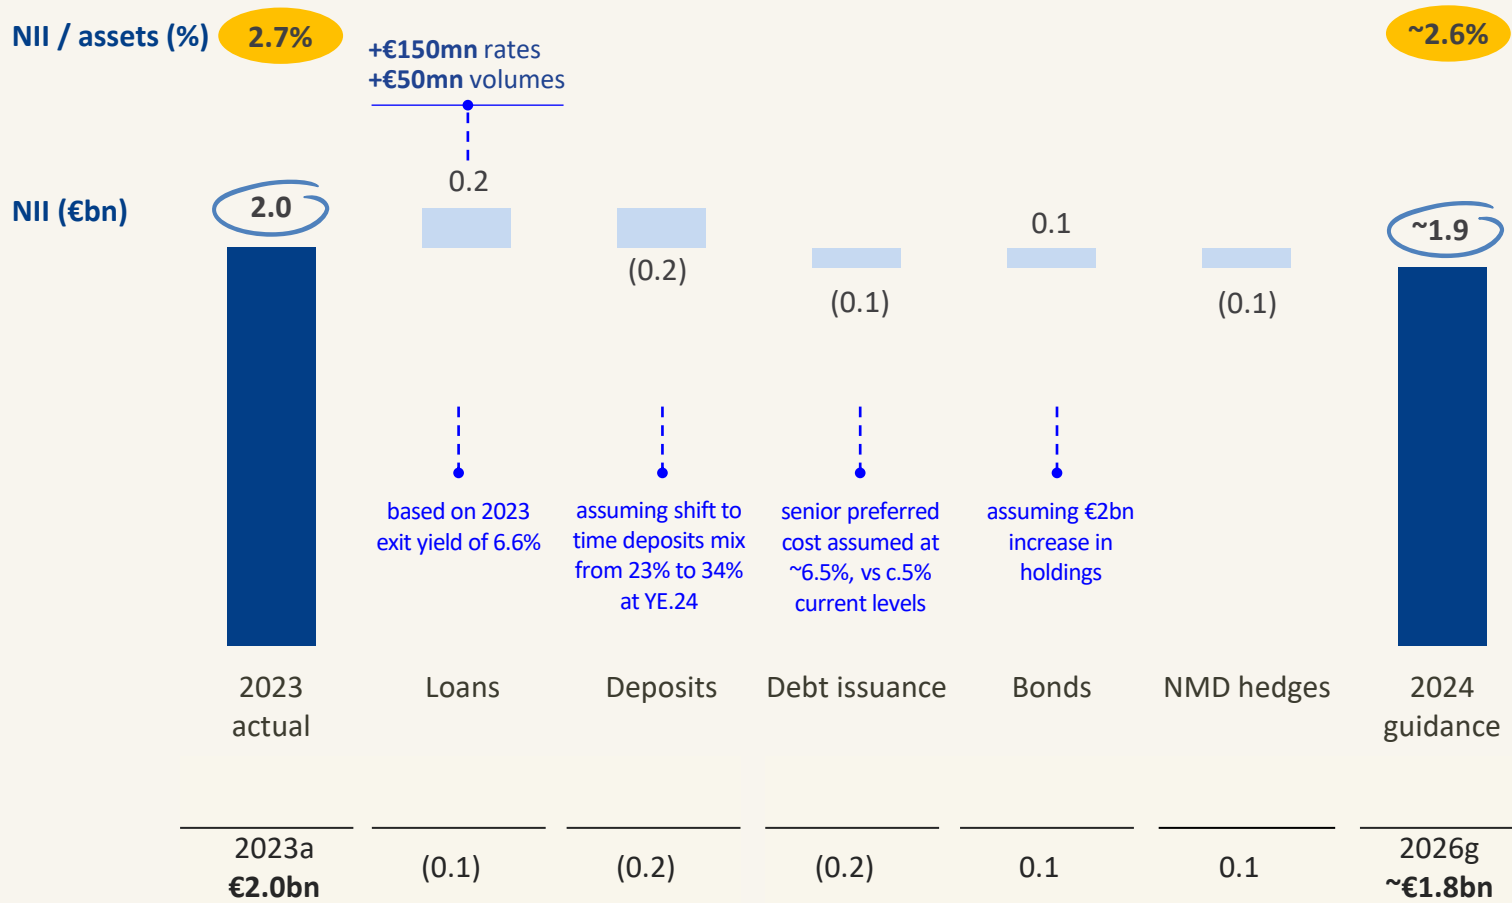 NII / assets (%)
2.7%
+€150mn rates
+€50mn volumes
~2.6%
NII (€bn)
2.0
0.2
(0.2)
(0.1)
0.1
(0.1)
~1.9
based on 2023
exit yield of 6.6%
assuming shift to
time deposits mix
from 23% to 34%
at YE.24
senior preferred
cost assumed at
~6.5%, vs c.5%
current levels
assuming €2bn
increase in
holdings
2023
actual
Loans
Deposits
Debt issuance
Bonds
NMD hedges
2024
guidance
2023a
€2.0bn
(0.1)
(0.2)
(0.2)
0.1
0.1
2026g
~€1.8bn